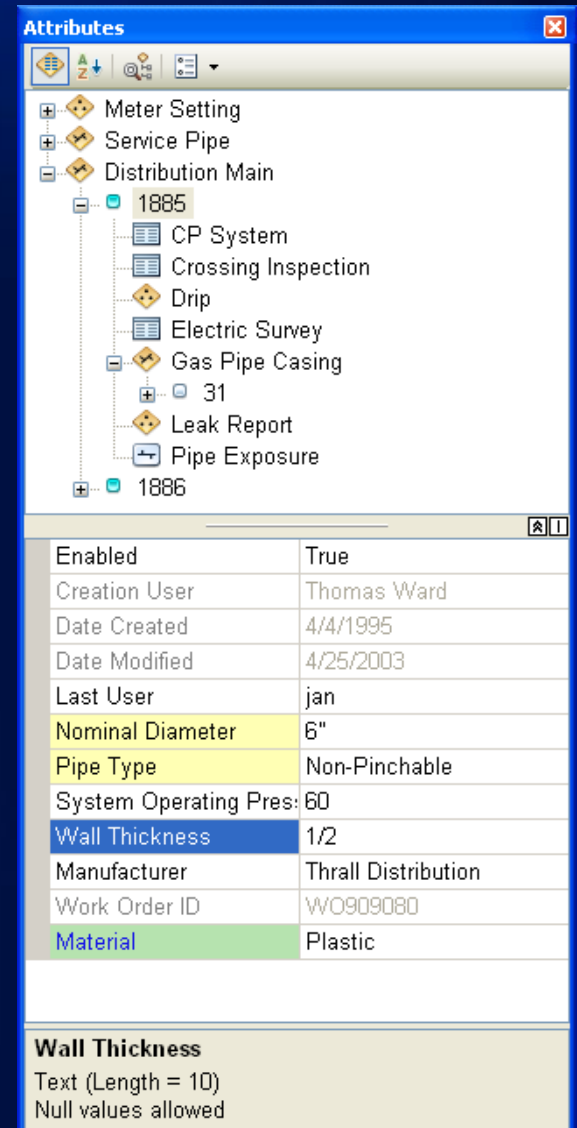 Attributes
Meter Setting
Service Pipe
Distribution Main
1885
CP System
Crossing Inspection
Drip
Electric Survey
Gas Pipe Casing
31
Leak Report
Pipe Exposure
1886
Enabled True
Creation User Thomas Ward
Date Created 4/4/1995
Date Modified 4/25/2003
Last User jan
Nominal Diameter 6"
Pipe Type Non-Pinchable
System Operating Press 60
Wall Thickness 1/2
Manufacturer Thrall Distribution
Work Order ID WO909080
Material Plastic
Wall Thickness
Text (Length = 10)
Null values allowed